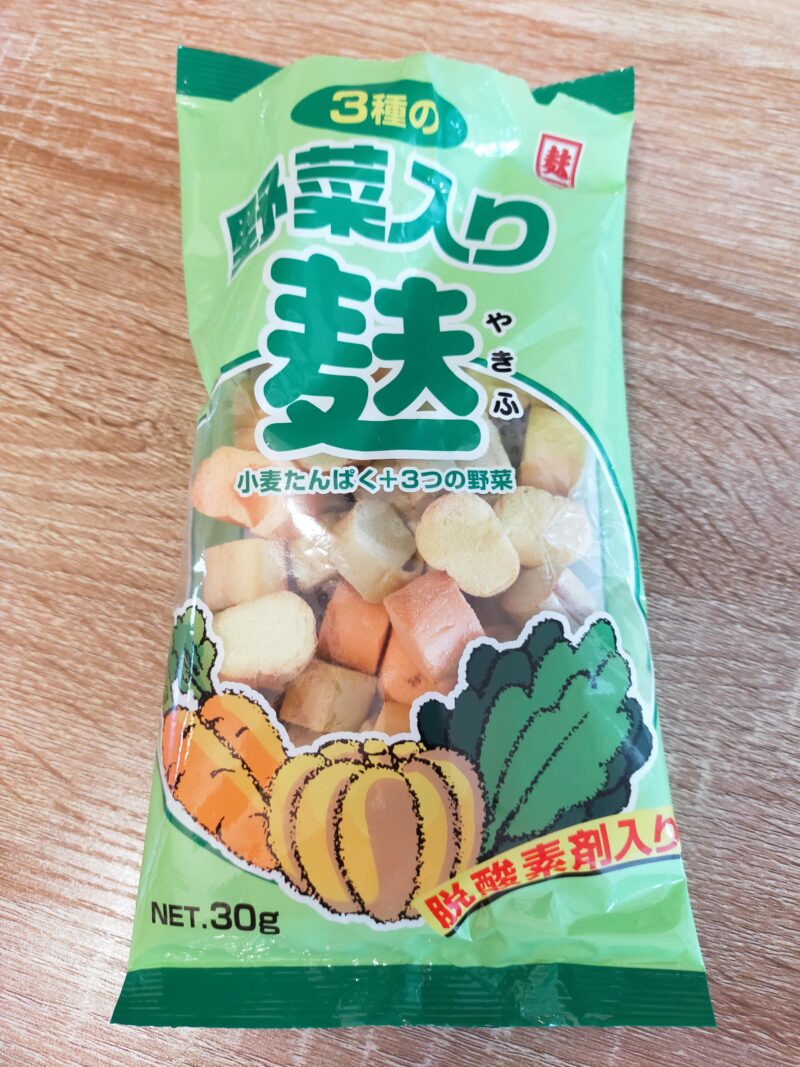 3種の
麸
野菜入り
麸
やきふ
小麦たんぱく+3つの野菜
脱酸素剤入り
NET.30g